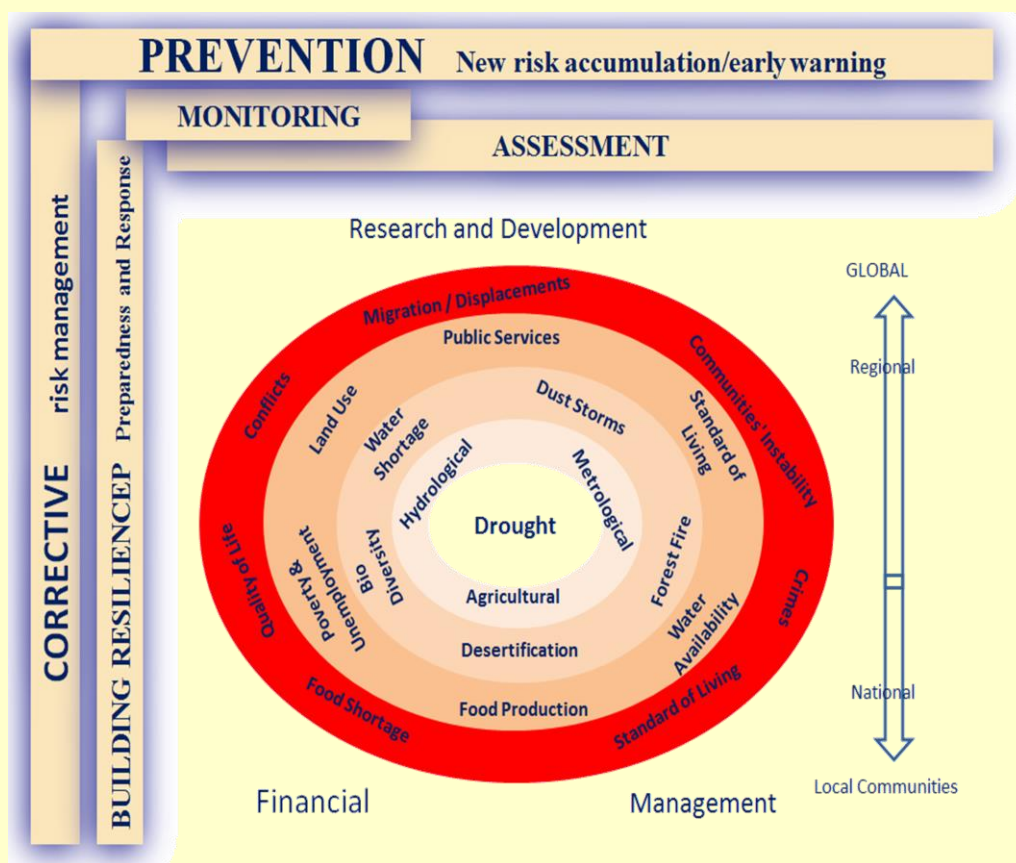 PREVENTION New risk accumulation/early warning
MONITORING
ASSESSMENT
CORRECTIVE risk management
BUILDING RESILIENCEP Preparedness and Response
Research and Development
Migration / Displacements
Communities' Instability
Crimes
Standard of Living
Food Shortage
Quality of Life
Conflicts
Public Services
Standard of
Living
Water
Availability
Food Production
Poverty &
Unemployment
Land Use
Dust Storms
Forest Fire
Desertification
Bio
Diversity
Water
Shortage
Hydrological
Metrological
Agricultural
Drought
GLOBAL
Regional
National
Local Communities
Financial
Management